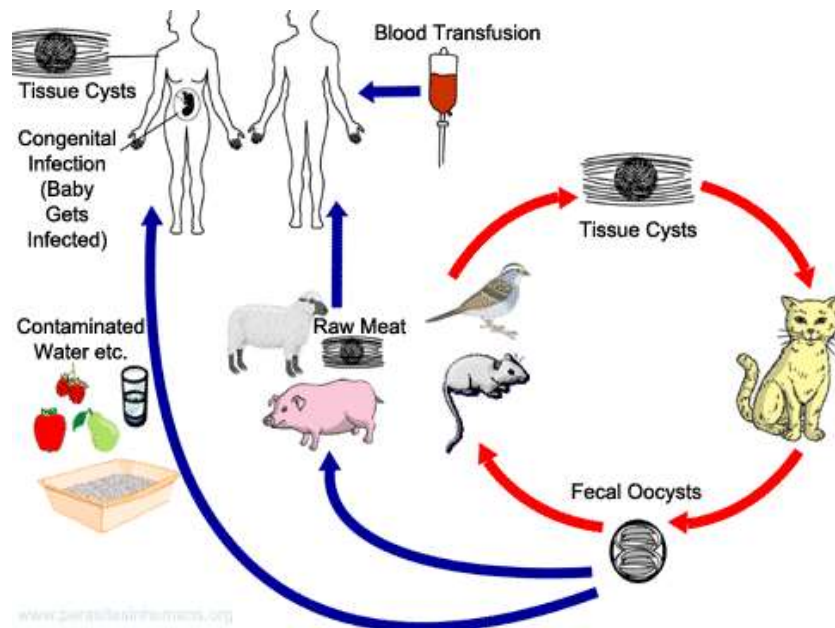 Blood Transfusion
Tissue Cysts
Congenital
Infection
(Baby
Gets
Infected)
Tissue Cysts
Contaminated
Water etc.
Raw Meat
Fecal Oocysts
www.parasitesinhumans.org